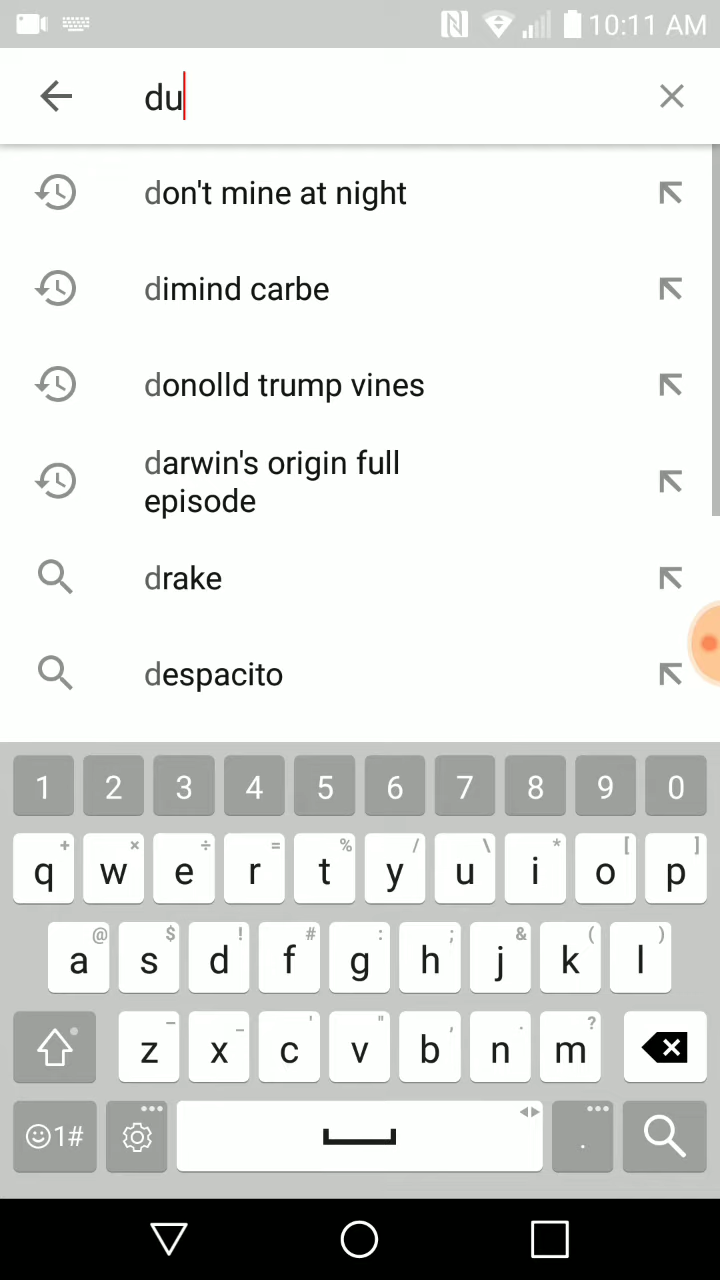 10:11 AM
du
don't mine at night
dimind carbe
donolld trump vines
darwin's origin full
episode
drake
despacito
1 2 3 4 5 6 7 8 9 0
+ × ÷ = % / \ * [ ]
q w e r t y u i o p
@ $ ! # : ; & ( )
a s d f g h j k l
– _ ' " , . ?
z x c v b n m
1# .